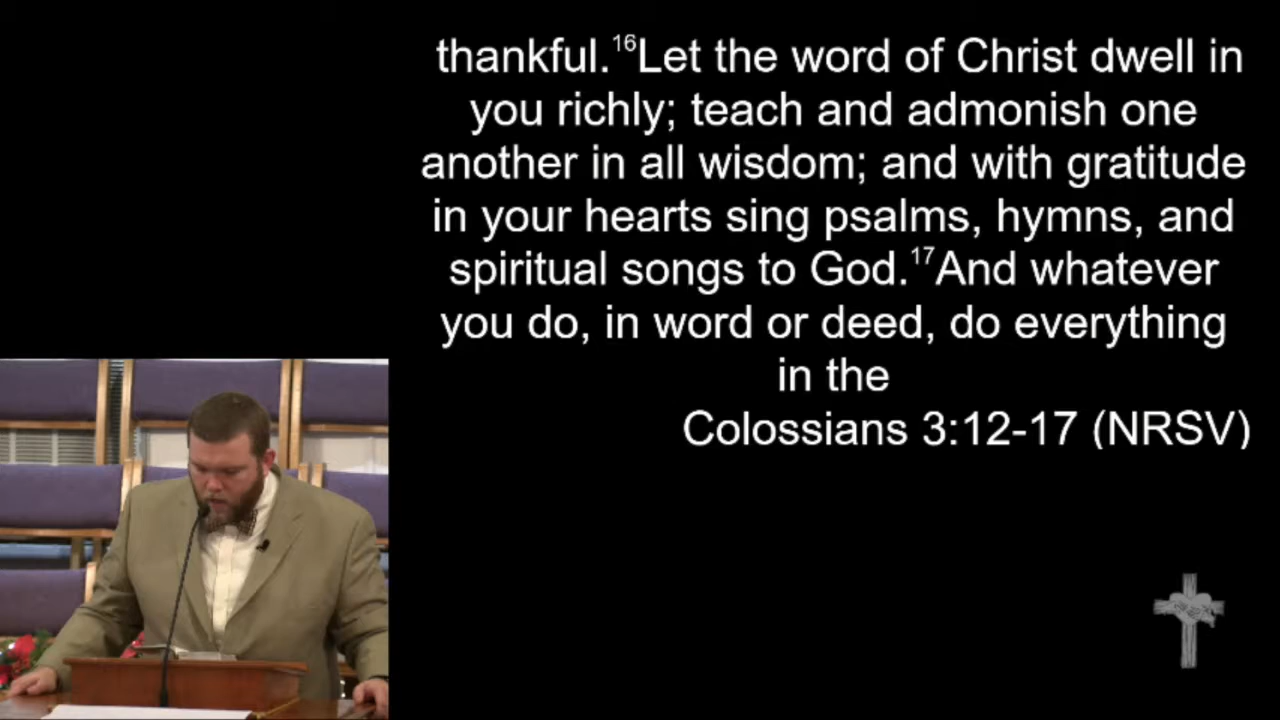 thankful.¹⁶Let the word of Christ dwell in
you richly; teach and admonish one
another in all wisdom; and with gratitude
in your hearts sing psalms, hymns, and
spiritual songs to God.¹⁷And whatever
you do, in word or deed, do everything
in the
Colossians 3:12-17 (NRSV)